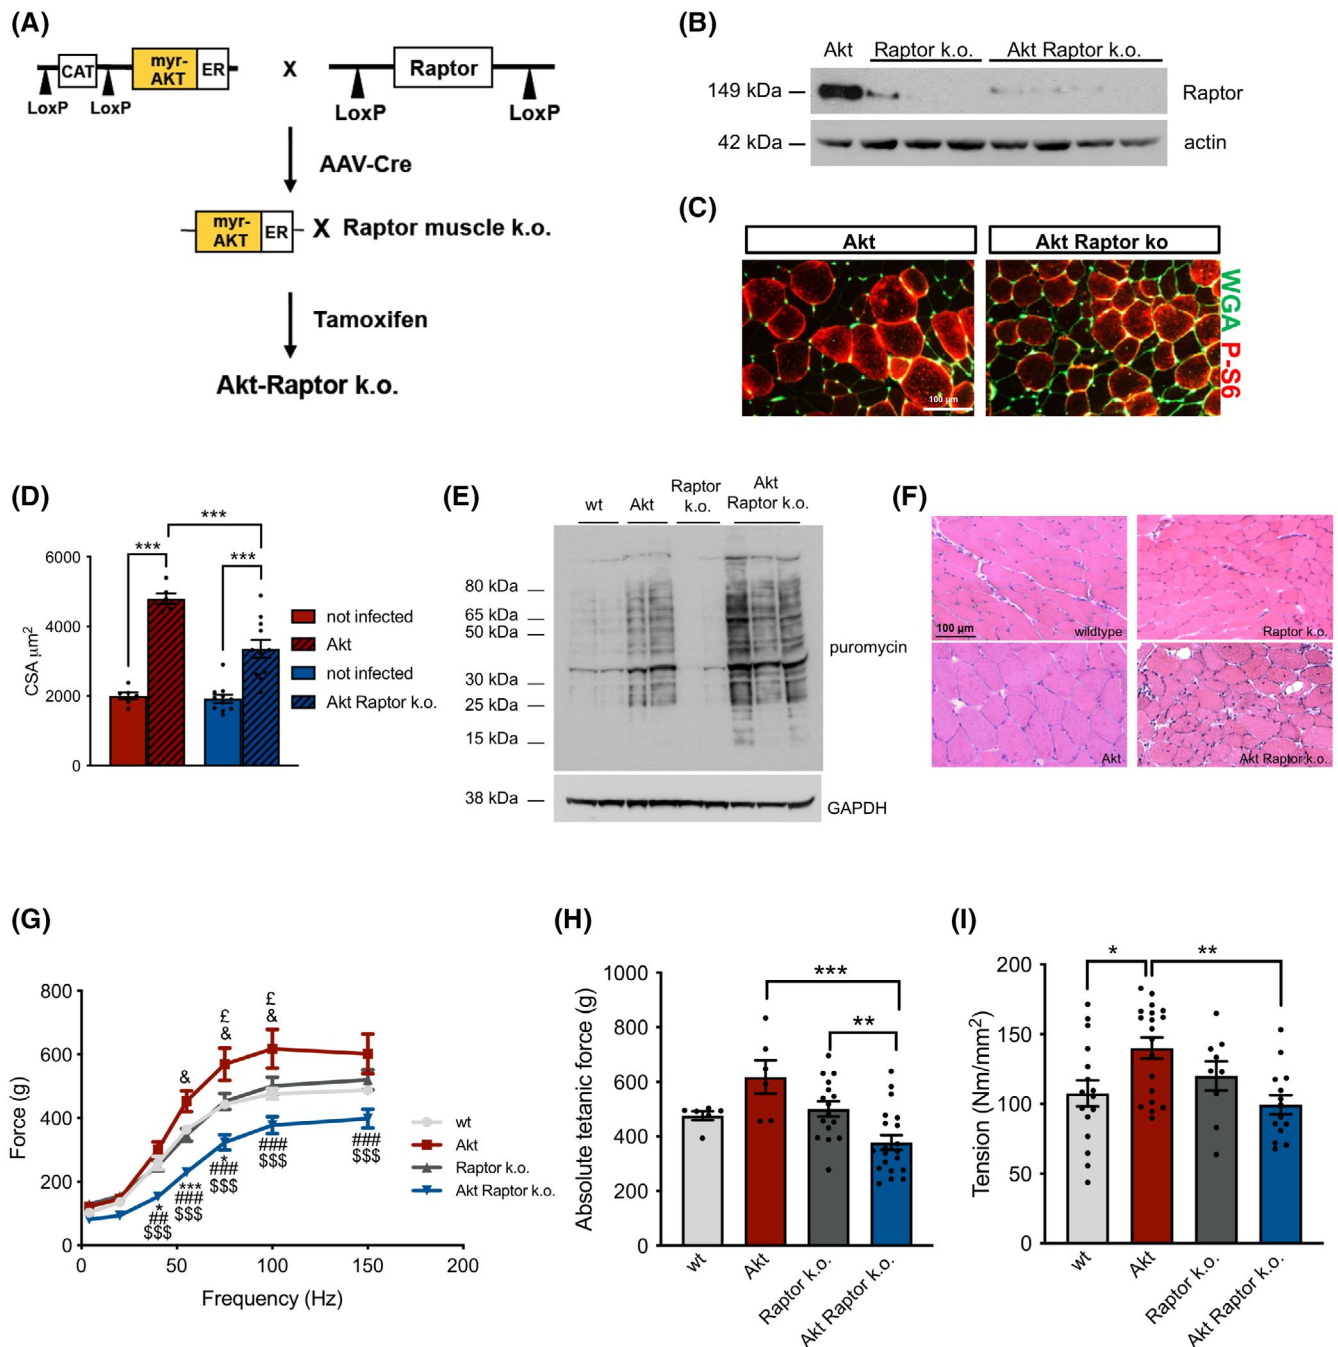 (A)
CAT
myr-
AKT
ER
X
Raptor
LoxP LoxP LoxP LoxP
AAV-Cre
myr-
AKT
ER
X Raptor muscle k.o.
Tamoxifen
Akt-Raptor k.o.
(B)
Akt Raptor k.o. Akt Raptor k.o.
149 kDa Raptor
42 kDa actin
(C)
Akt
Akt Raptor ko
100 µm
WGA P-S6
(D)
***
*** ***
6000
4000
2000
0
CSA µm2
not infected
Akt
not infected
Akt Raptor k.o.
(E)
wt
Akt
Raptor
k.o.
Akt
Raptor k.o.
80 kDa
65 kDa
50 kDa
30 kDa
25 kDa
15 kDa
puromycin
38 kDa
GAPDH
(F)
100 µm
wildtype
Raptor k.o.
Akt
Akt Raptor k.o.
(G)
Force (g)
800
600
400
200
0
0 50 100 150 200
Frequency (Hz)
&
£
&
£
&
*
##
$$$
***
###
$$$
*
###
$$$
###
$$$
###
$$$
wt
Akt
Raptor k.o.
Akt Raptor k.o.
(H)
Absolute tetanic force (g)
1000
800
600
400
200
0
***
**
wt
Akt
Raptor k.o.
Akt Raptor k.o.
(I)
Tension (Nm/mm2)
200
150
100
50
0
*
**
wt
Akt
Raptor k.o.
Akt Raptor k.o.